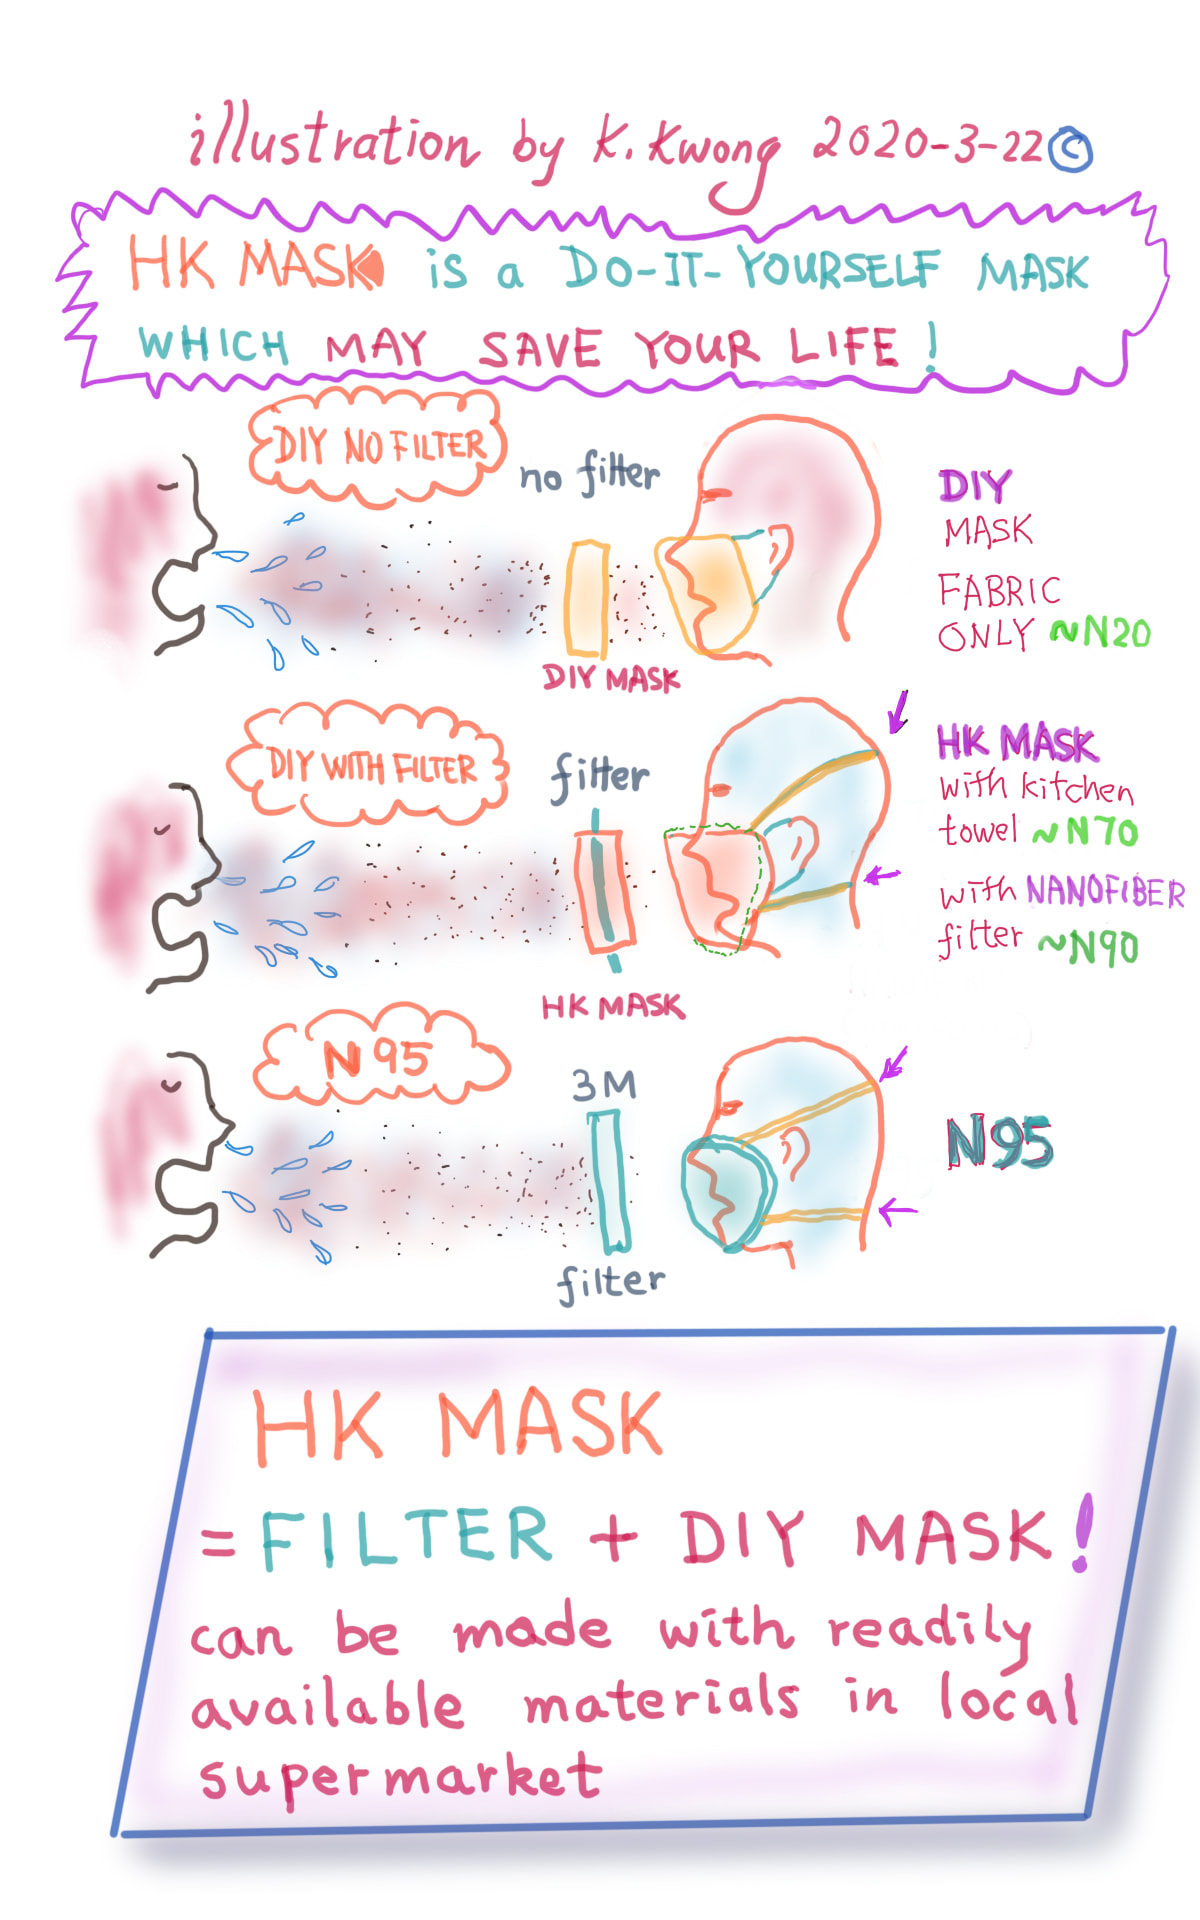 illustration by K. Kwong 2020-3-22 ©
HK MASK is a DO-IT-YOURSELF MASK
WHICH MAY SAVE YOUR LIFE!
DIY NO FILTER
no filter
DIY MASK
DIY
MASK
FABRIC
ONLY ~N20
DIY WITH FILTER
filter
HK MASK
HK MASK
with kitchen
towel ~N70
with NANOFIBER
filter ~N90
N95
3M
filter
N95
HK MASK
= FILTER + DIY MASK!
can be made with readily
available materials in local
supermarket